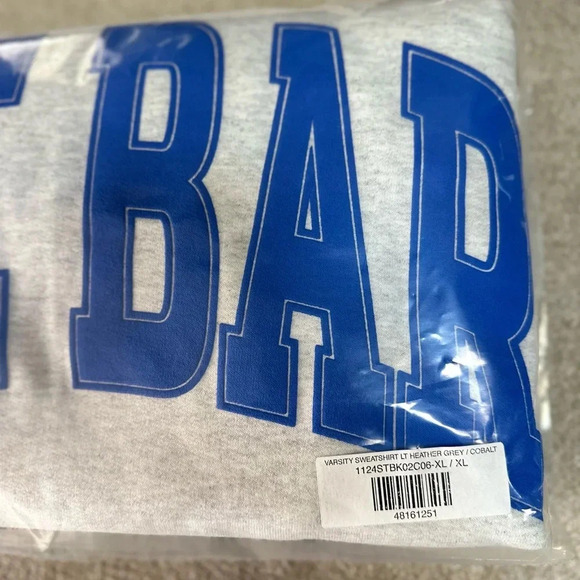 E BAR
VARSITY SWEATSHIRT LT HEATHER GREY / COBALT
1124STBK02C06-XL / XL
48161251